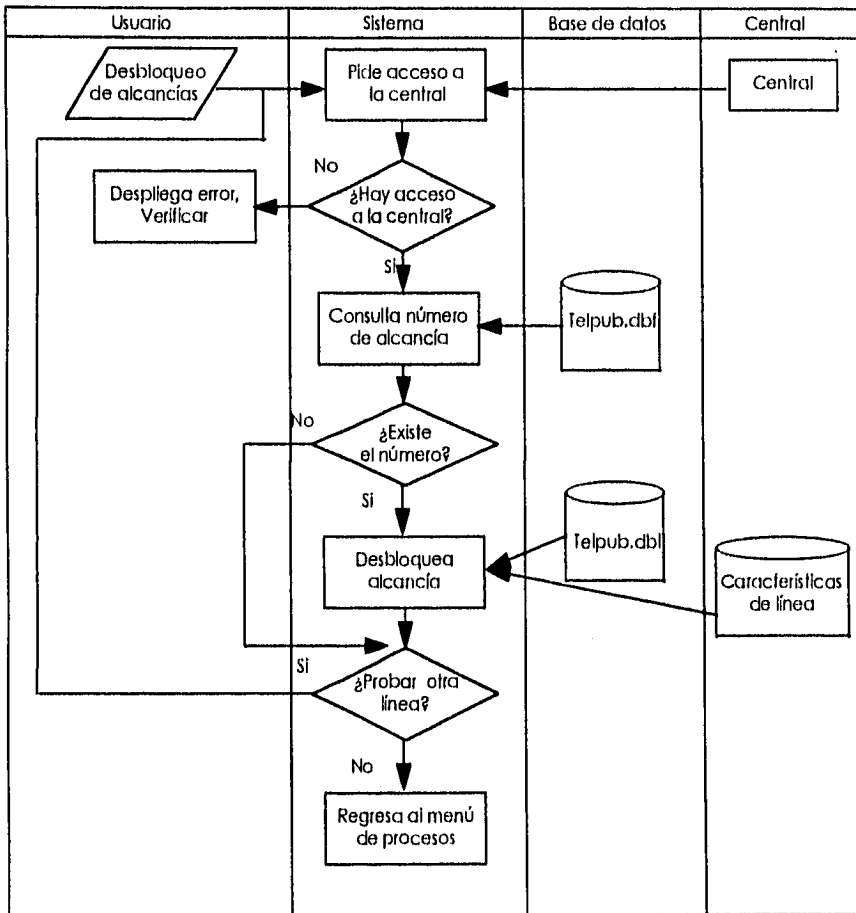 Usuario
Sistema
Base de datos
Central
Desbloqueo
de alcancías
Pide acceso a
la central
Central
No
Despliega error,
Verificar
¿Hay acceso
a la central?
Si
Consulta número
de alcancía
Telpub.dbf
No
¿Existe
el número?
Si
Desbloquea
alcancía
Telpub.dbf
Características
de línea
Si
¿Probar otra
línea?
No
Regresa al menú
de procesos